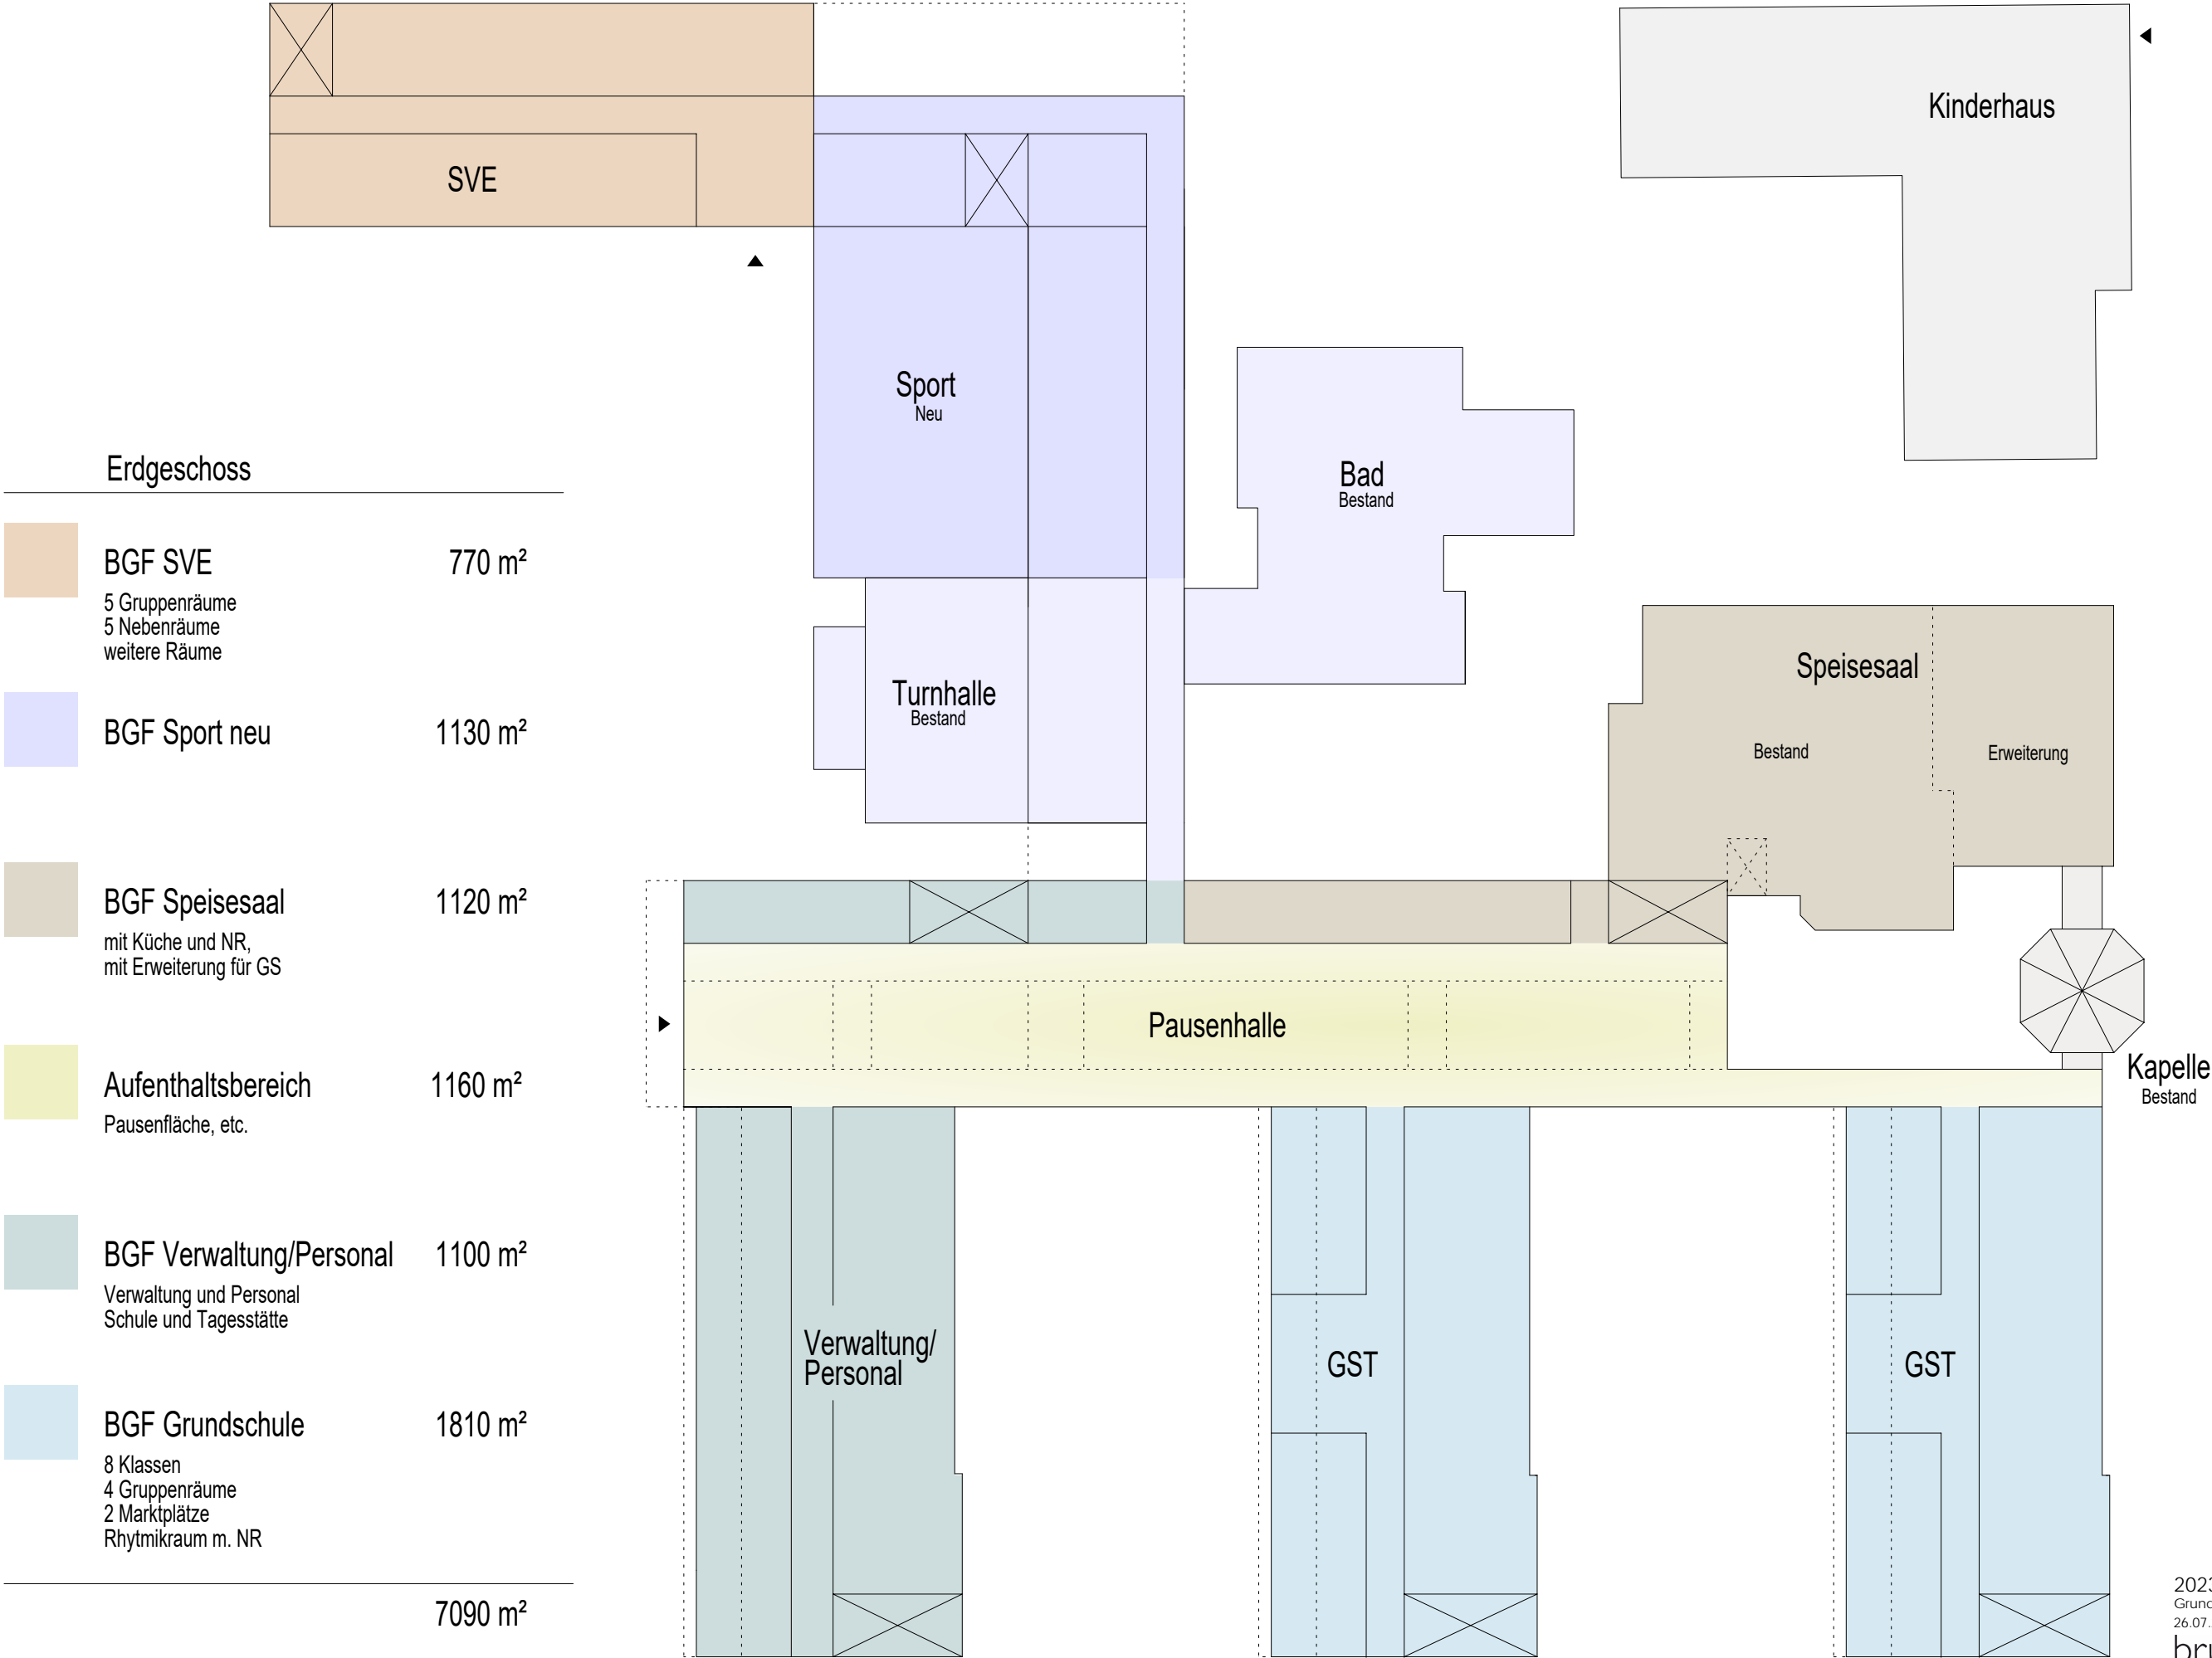 Kinderhaus
SVE
Sport
Neu
Bad
Bestand
Turnhalle
Bestand
Speisesaal
Bestand
Erweiterung
Pausenhalle
Kapelle
Bestand
Verwaltung/
Personal
GST
GST
Erdgeschoss
BGF SVE 770 m²
5 Gruppenräume
5 Nebenräume
weitere Räume
BGF Sport neu 1130 m²
BGF Speisesaal 1120 m²
mit Küche und NR,
mit Erweiterung für GS
Aufenthaltsbereich 1160 m²
Pausenfläche, etc.
BGF Verwaltung/Personal 1100 m²
Verwaltung und Personal
Schule und Tagesstätte
BGF Grundschule 1810 m²
8 Klassen
4 Gruppenräume
2 Marktplätze
Rhytmikraum m. NR
7090 m²
2023
26.07.